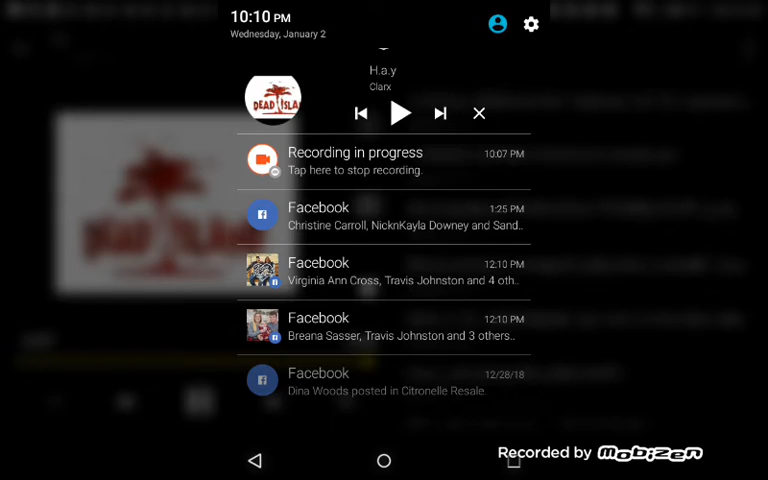 10:10 PM
Wednesday, January 2
H.a.y
Clarx
DEAD ISLA
Recording in progress
10:07 PM
Tap here to stop recording.
Facebook
1:25 PM
Christine Carroll, NicknKayla Downey and Sand..
Facebook
12:10 PM
Virginia Ann Cross, Travis Johnston and 4 oth..
Facebook
12:10 PM
Breana Sasser, Travis Johnston and 3 others..
Facebook
12/28/18
Dina Woods posted in Citronelle Resale.
Recorded by Mobizen